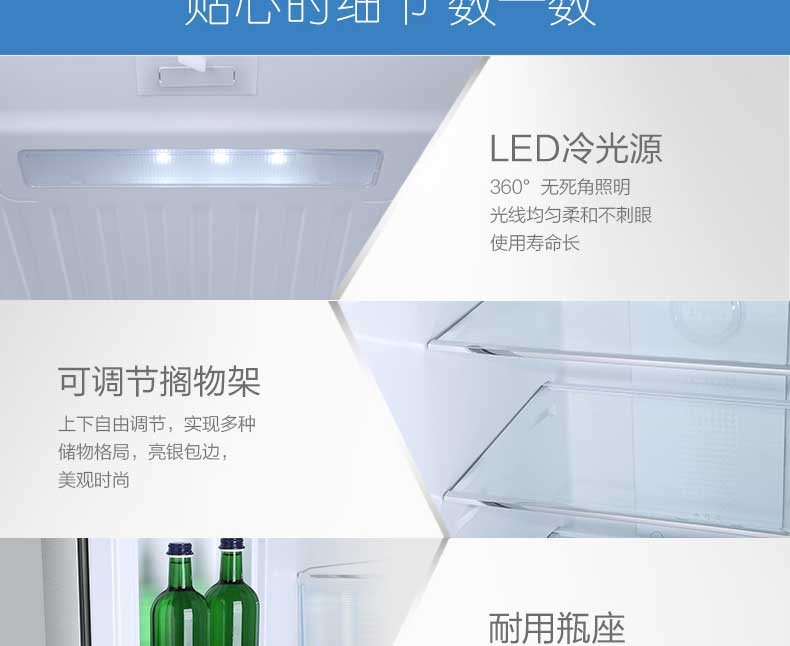 贴心的细节 数一数
LED冷光源
360°无死角照明
光线均匀柔和不刺眼
使用寿命长
可调节搁物架
上下自由调节，实现多种
储物格局，亮银包边，
美观时尚
耐用瓶座